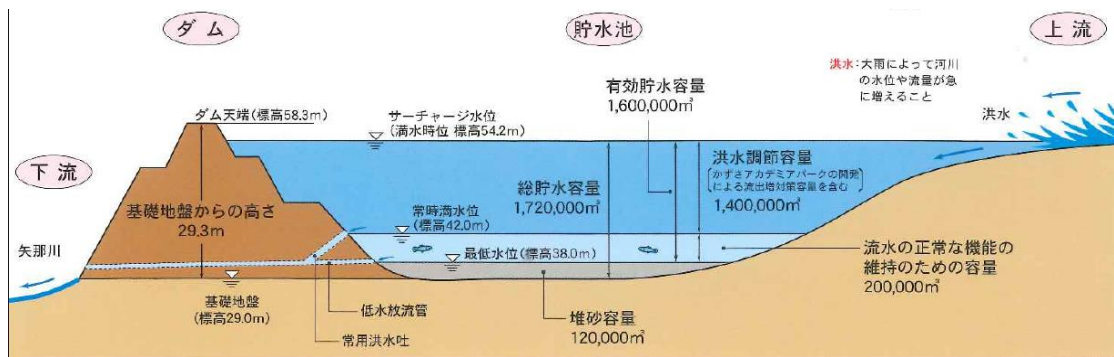 ダム
貯水池
上流
洪水：大雨によって河川
の水位や流量が急
に増えること
有効貯水容量
1,600,000㎥
ダム天端(標高58.3m)
サーチャージ水位
(満水時位 標高54.2m)
洪水
下流
洪水調節容量
かずさアカデミアパークの開発
による流出増対策容量を含む
1,400,000㎥
総貯水容量
1,720,000㎥
基礎地盤からの高さ
29.3m
常時満水位
(標高42.0m)
矢那川
最低水位(標高38.0m)
流水の正常な機能の
維持のための容量
200,000㎥
基礎地盤
(標高29.0m)
低水放流管
常用洪水吐
堆砂容量
120,000㎥